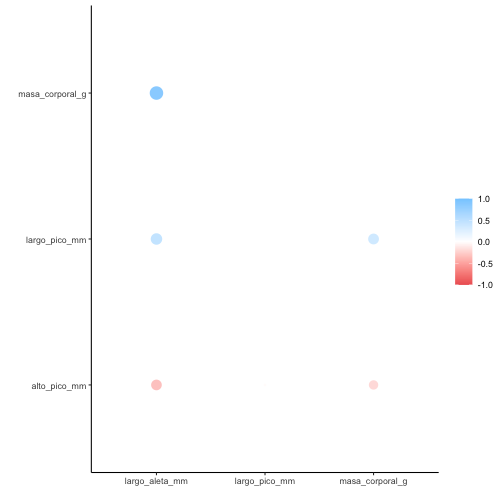 masa_corporal_g
largo_pico_mm
alto_pico_mm
largo_aleta_mm
largo_pico_mm
masa_corporal_g
1.0
0.5
0.0
-0.5
-1.0